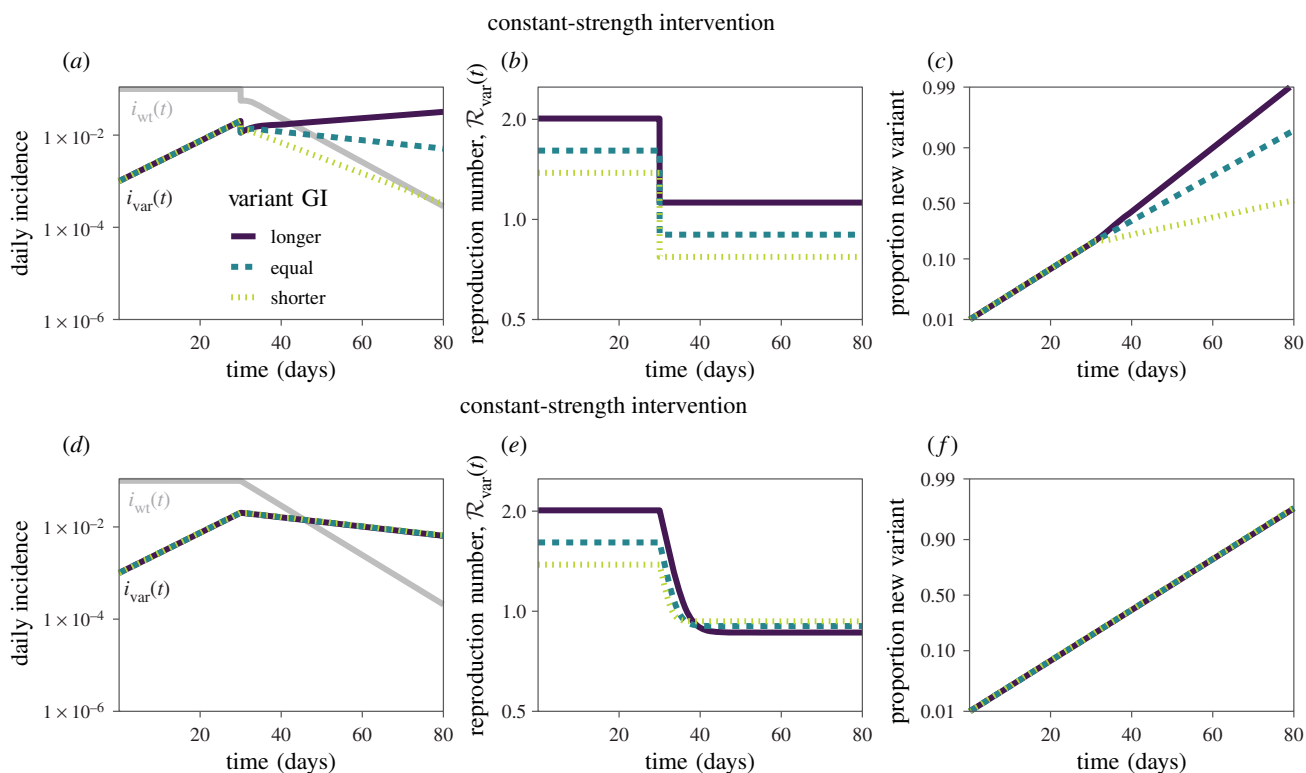 constant-strength intervention
(a)
(b)
(c)
daily incidence
1 × 10⁻²
1 × 10⁻⁴
1 × 10⁻⁶
i_wt(t)
i_var(t)
variant GI
longer
equal
shorter
20 40 60 80
time (days)
reproduction number, ℛ_var(t)
2.0
1.0
0.5
20 40 60 80
time (days)
proportion new variant
0.99
0.90
0.50
0.10
0.01
20 40 60 80
time (days)
constant-strength intervention
(d)
(e)
(f)
daily incidence
1 × 10⁻²
1 × 10⁻⁴
1 × 10⁻⁶
i_wt(t)
i_var(t)
20 40 60 80
time (days)
reproduction number, ℛ_var(t)
2.0
1.0
0.5
20 40 60 80
time (days)
proportion new variant
0.99
0.90
0.50
0.10
0.01
20 40 60 80
time (days)